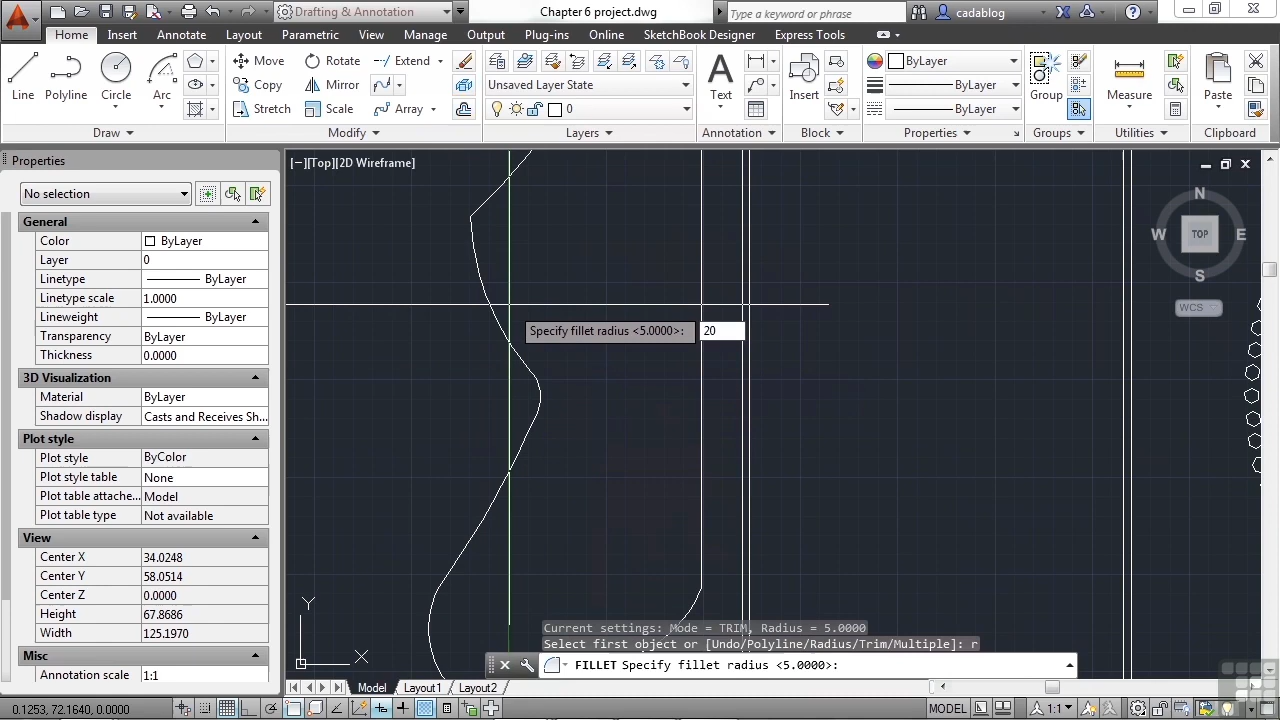 Drafting & Annotation
Chapter 6 project.dwg
Type a keyword or phrase
cadablog
Home Insert Annotate Layout Parametric View Manage Output Plug-ins Online SketchBook Designer Express Tools
Line
Polyline
Circle
Arc
Draw
Move
Rotate
Extend
Copy
Mirror
Stretch
Scale
Array
Modify
Unsaved Layer State
0
Layers
Text
Annotation
Insert
Block
ByLayer
ByLayer
ByLayer
Properties
Group
Groups
Measure
Utilities
Paste
Clipboard
Properties
No selection
General
Color ByLayer
Layer 0
Linetype ByLayer
Linetype scale 1.0000
Lineweight ByLayer
Transparency ByLayer
Thickness 0.0000
3D Visualization
Material ByLayer
Shadow display Casts and Receives Sh...
Plot style
Plot style ByColor
Plot style table None
Plot table attache... Model
Plot table type Not available
View
Center X 34.0248
Center Y 58.0514
Center Z 0.0000
Height 67.8686
Width 125.1970
Misc
Annotation scale 1:1
[−][Top][2D Wireframe]
N
W TOP E
S
WCS
Specify fillet radius <5.0000>: 20
Y
X
Current settings: Mode = TRIM, Radius = 5.0000
Select first object or [Undo/Polyline/Radius/Trim/Multiple]: r
FILLET Specify fillet radius <5.0000>:
Model Layout1 Layout2
0.1253, 72.1640, 0.0000
MODEL
1:1